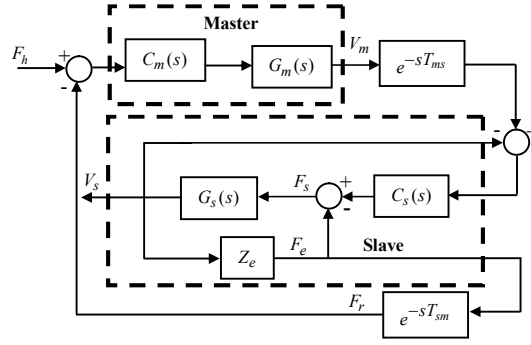 Master
F_h
+
-
C_m(s)
G_m(s)
V_m
e^{-sT_{ms}}
-
-
V_s
G_s(s)
F_s
+
-
C_s(s)
Z_e
F_e
Slave
F_r
e^{-sT_{sm}}